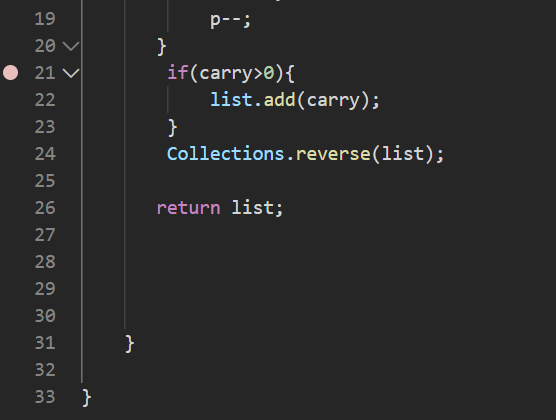 19 p--;
20 }
21 if(carry>0){
22 list.add(carry);
23 }
24 Collections.reverse(list);
25
26 return list;
27
28
29
30
31 }
32
33 }